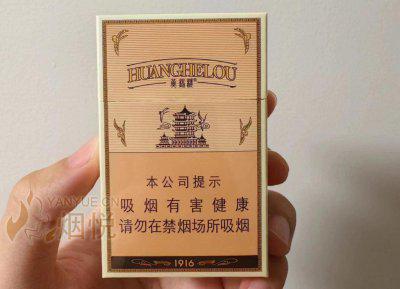 HUANGHELOU
黄鹤楼
本公司提示
吸烟有害健康
请勿在禁烟场所吸烟
1916
YANYUE.CN
烟悦